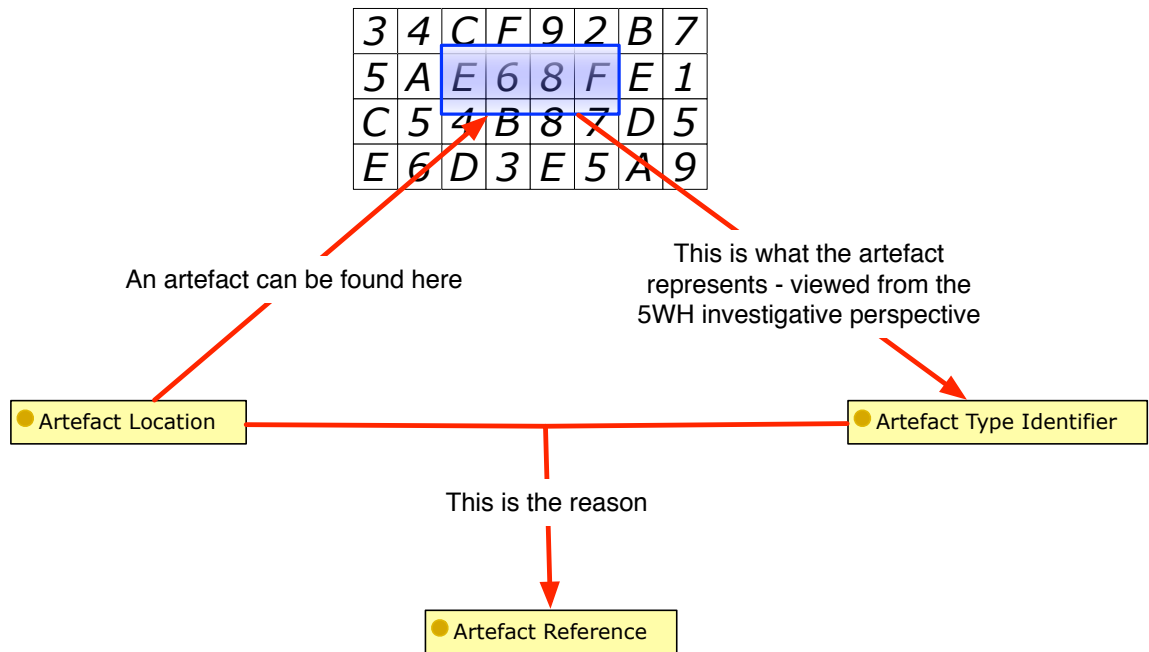 3 4 C F 9 2 B 7
5 A E 6 8 F E 1
C 5 4 B 8 7 D 5
E 6 D 3 E 5 A 9
An artefact can be found here
This is what the artefact
represents - viewed from the
5WH investigative perspective
Artefact Location
Artefact Type Identifier
This is the reason
Artefact Reference